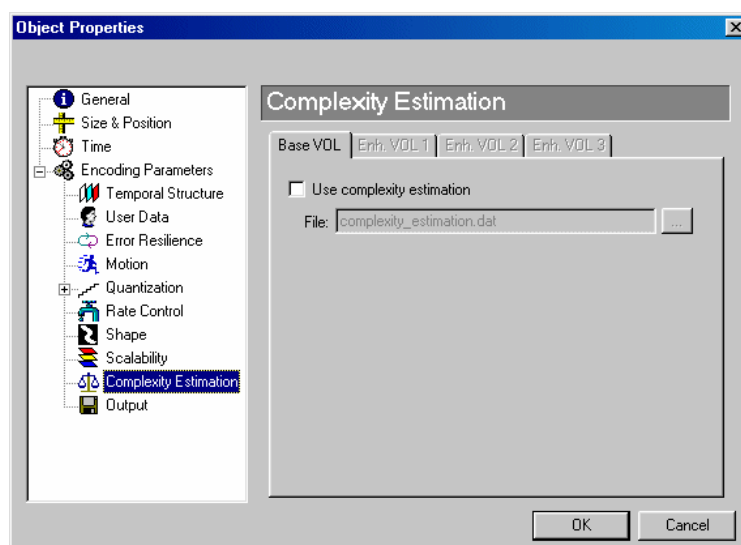 Object Properties
General
Size & Position
Time
Encoding Parameters
Temporal Structure
User Data
Error Resilience
Motion
Quantization
Rate Control
Shape
Scalability
Complexity Estimation
Output
Complexity Estimation
Base VOL
Enh. VOL 1
Enh. VOL 2
Enh. VOL 3
Use complexity estimation
File: complexity_estimation.dat ...
OK
Cancel